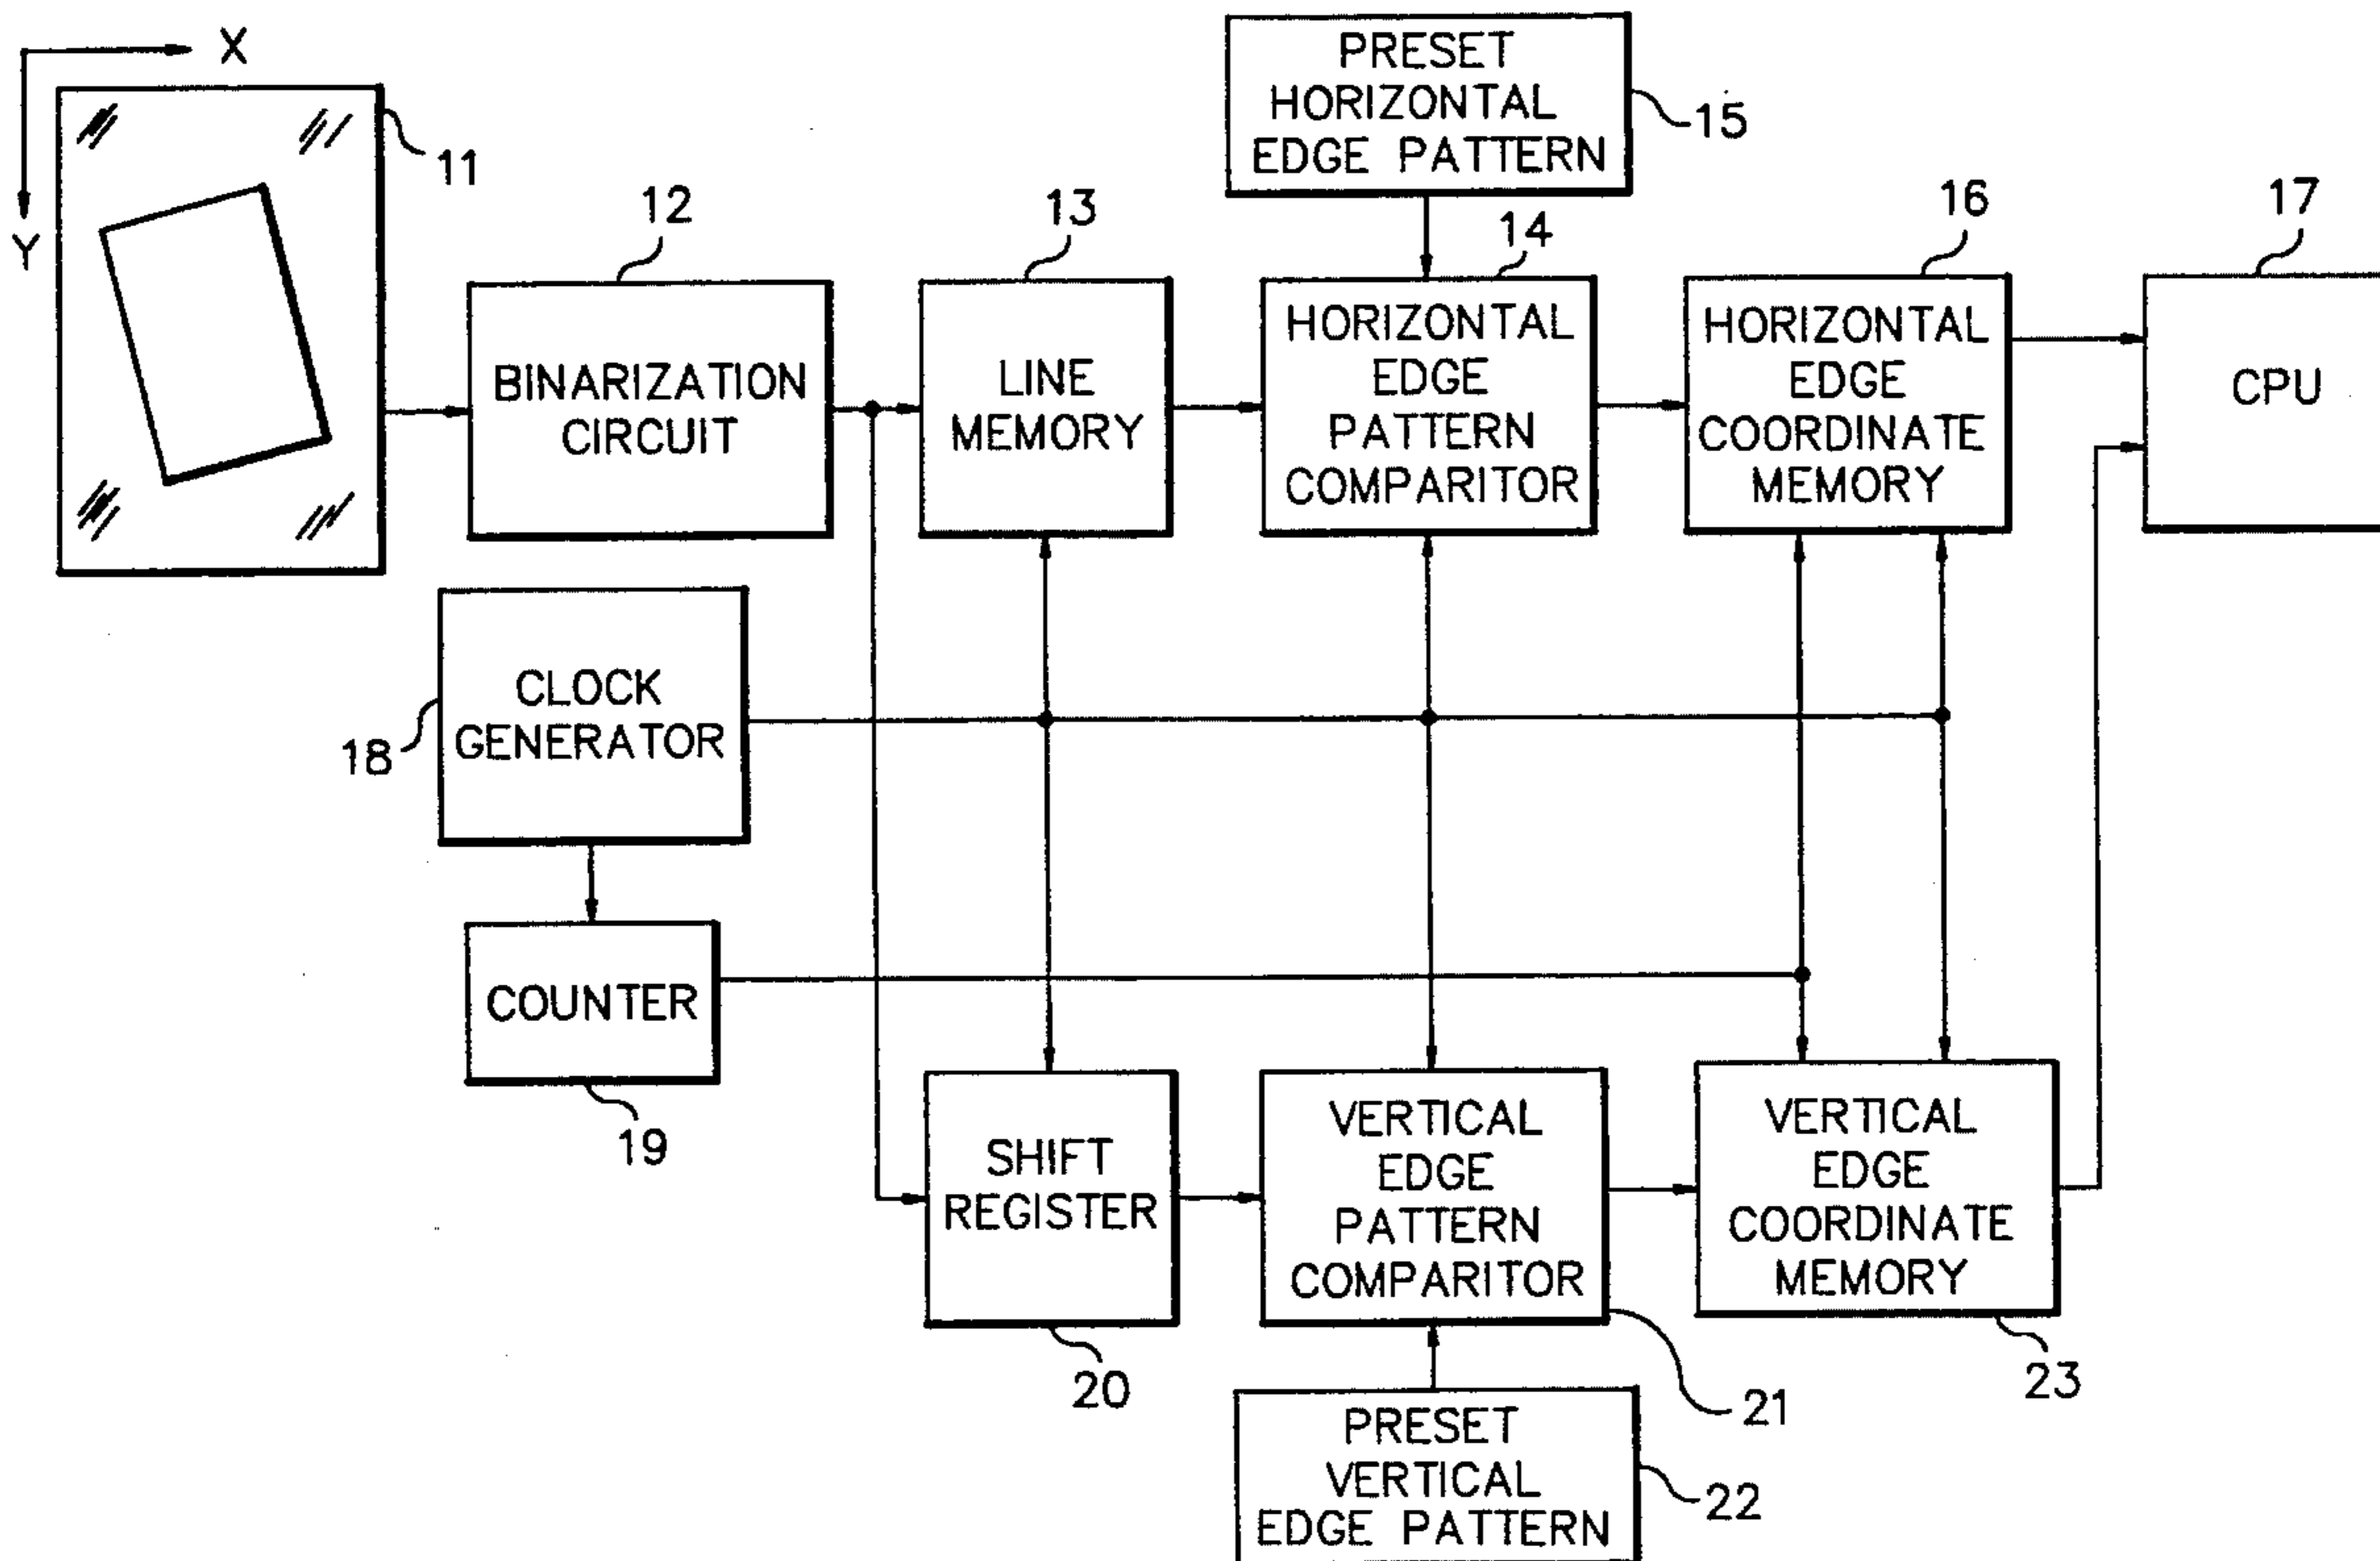 X
Y
11
12
BINARIZATION
CIRCUIT
13
LINE
MEMORY
PRESET
HORIZONTAL
EDGE PATTERN
15
14
HORIZONTAL
EDGE
PATTERN
COMPARITOR
16
HORIZONTAL
EDGE
COORDINATE
MEMORY
17
CPU
CLOCK
GENERATOR
18
COUNTER
19
SHIFT
REGISTER
20
VERTICAL
EDGE
PATTERN
COMPARITOR
21
VERTICAL
EDGE
COORDINATE
MEMORY
23
PRESET
VERTICAL
EDGE PATTERN
22